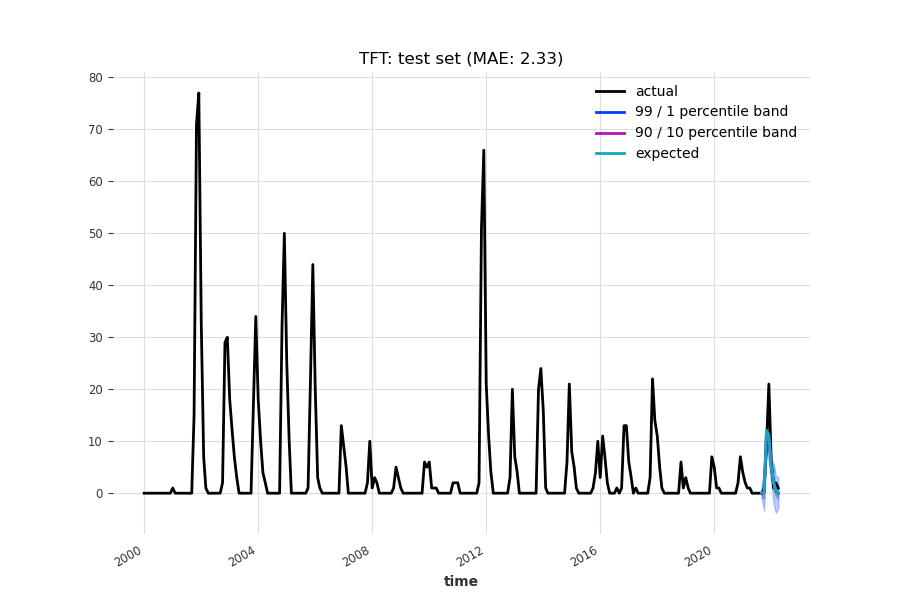 TFT: test set (MAE: 2.33)
80
70
60
50
40
30
20
10
0
actual
99 / 1 percentile band
90 / 10 percentile band
expected
2000
2004
2008
2012
2016
2020
time